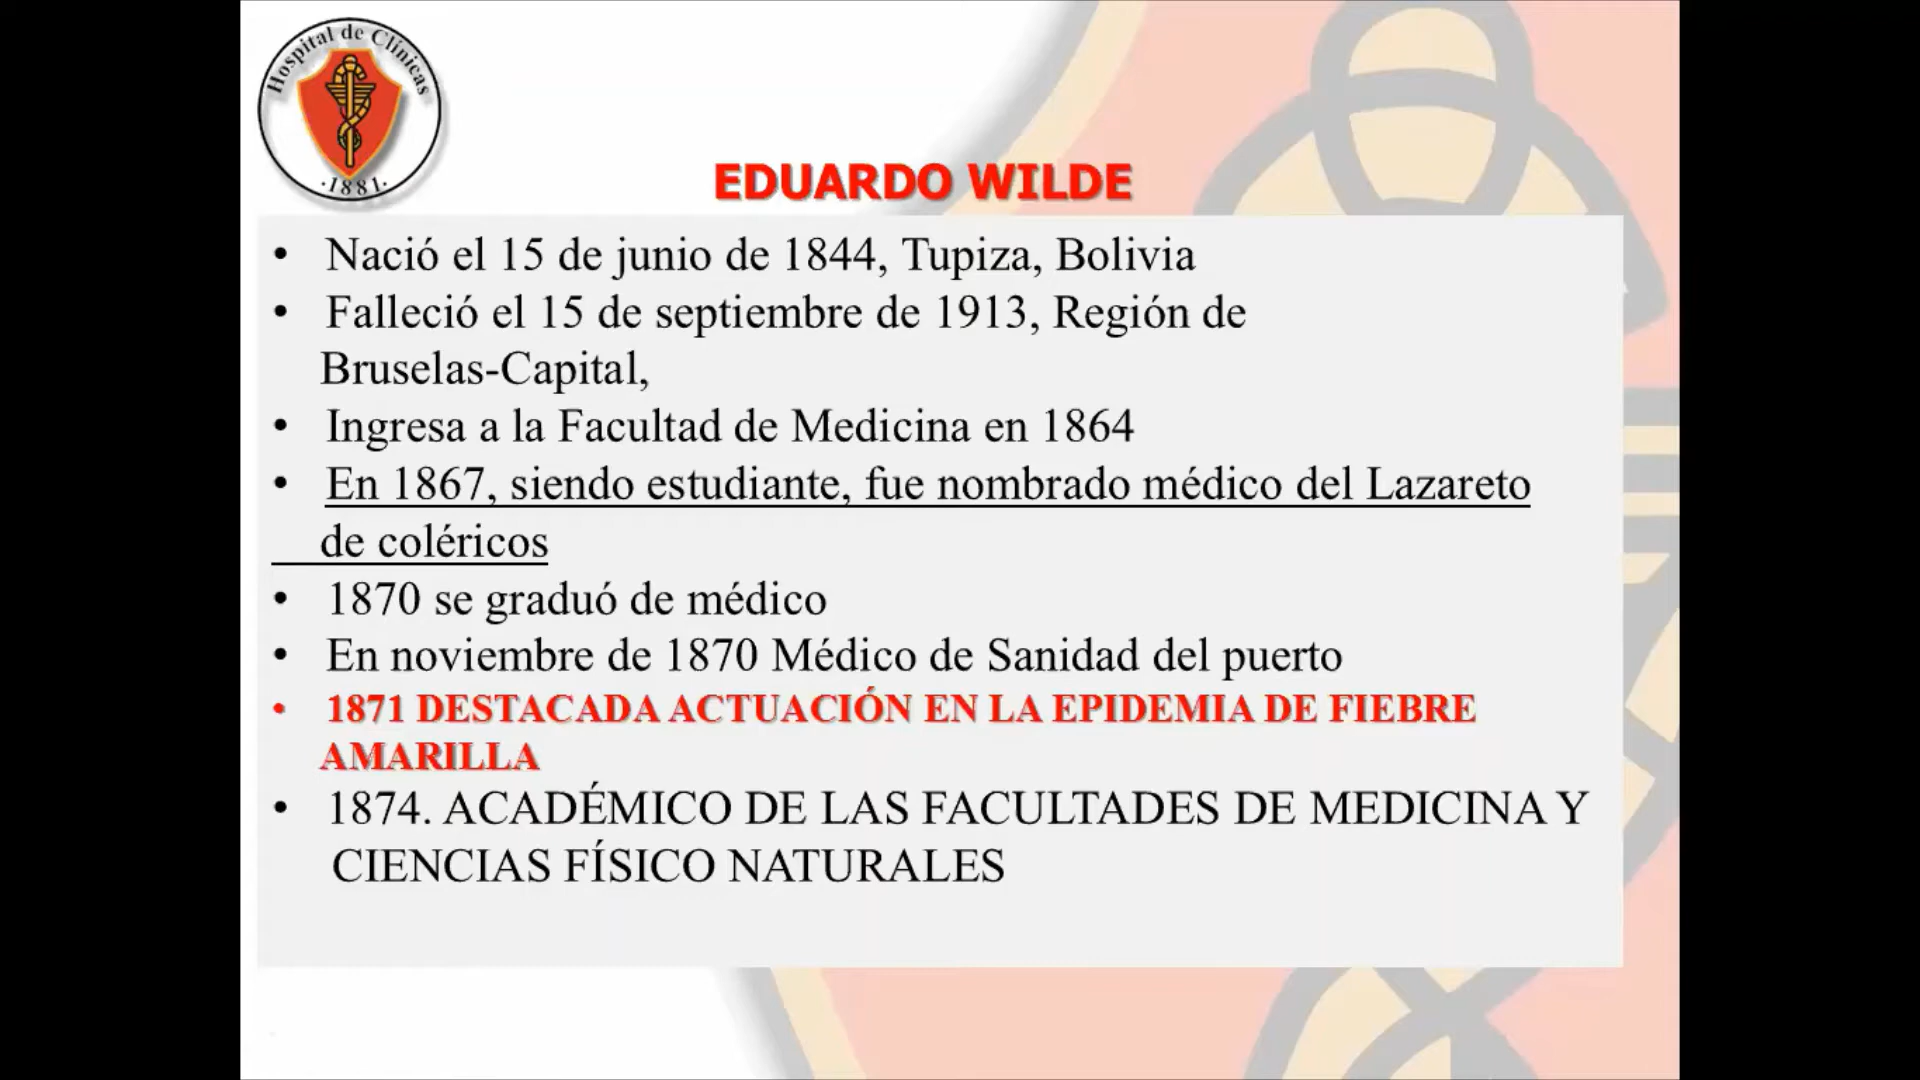 Hospital de Clínicas
·1881·
EDUARDO WILDE
• Nació el 15 de junio de 1844, Tupiza, Bolivia
• Falleció el 15 de septiembre de 1913, Región de
Bruselas-Capital,
• Ingresa a la Facultad de Medicina en 1864
• En 1867, siendo estudiante, fue nombrado médico del Lazareto
de coléricos
• 1870 se graduó de médico
• En noviembre de 1870 Médico de Sanidad del puerto
• 1871 DESTACADA ACTUACIÓN EN LA EPIDEMIA DE FIEBRE
AMARILLA
• 1874. ACADÉMICO DE LAS FACULTADES DE MEDICINA Y
CIENCIAS FÍSICO NATURALES